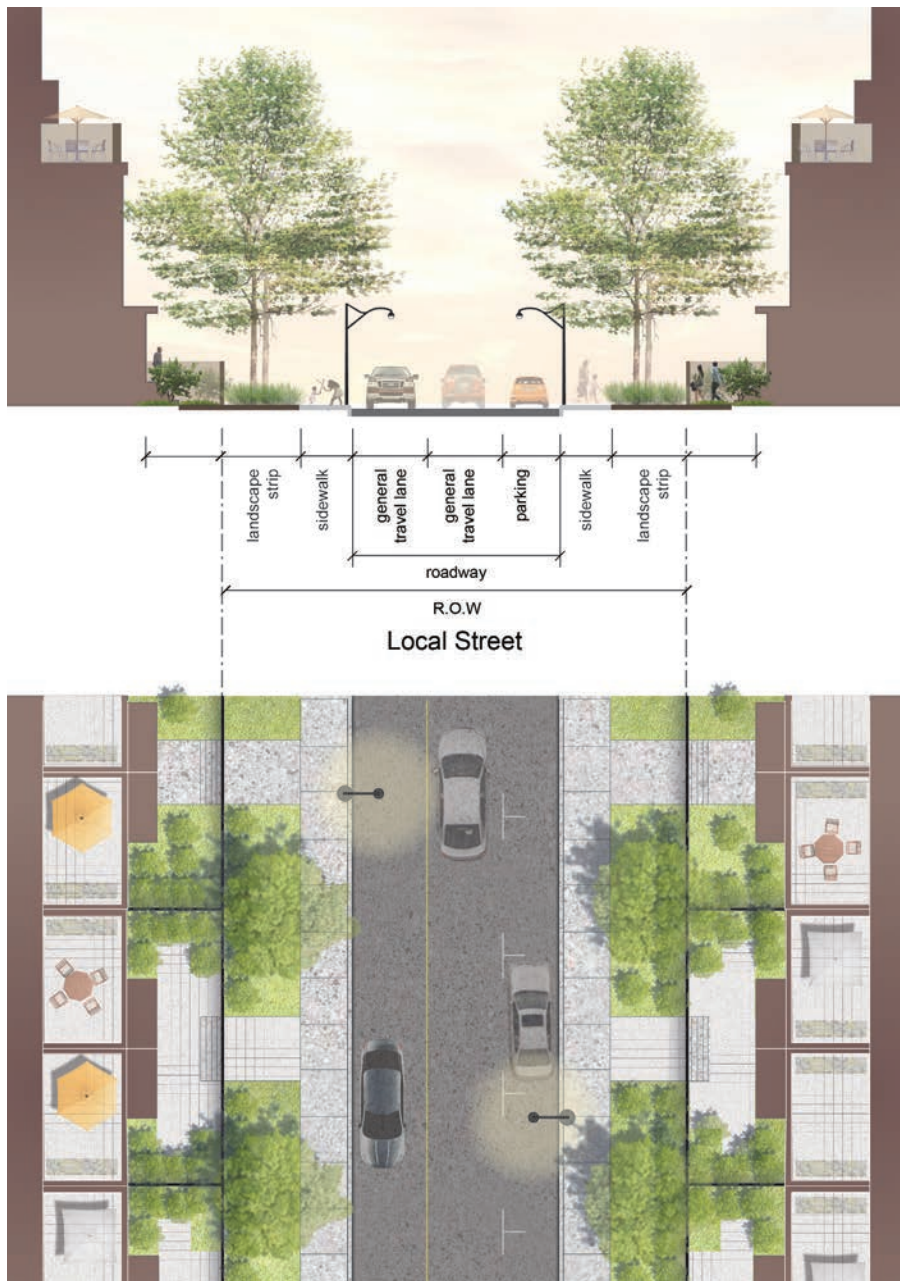 landscape
strip
sidewalk
general
travel lane
general
travel lane
parking
sidewalk
landscape
strip
roadway
R.O.W
Local Street